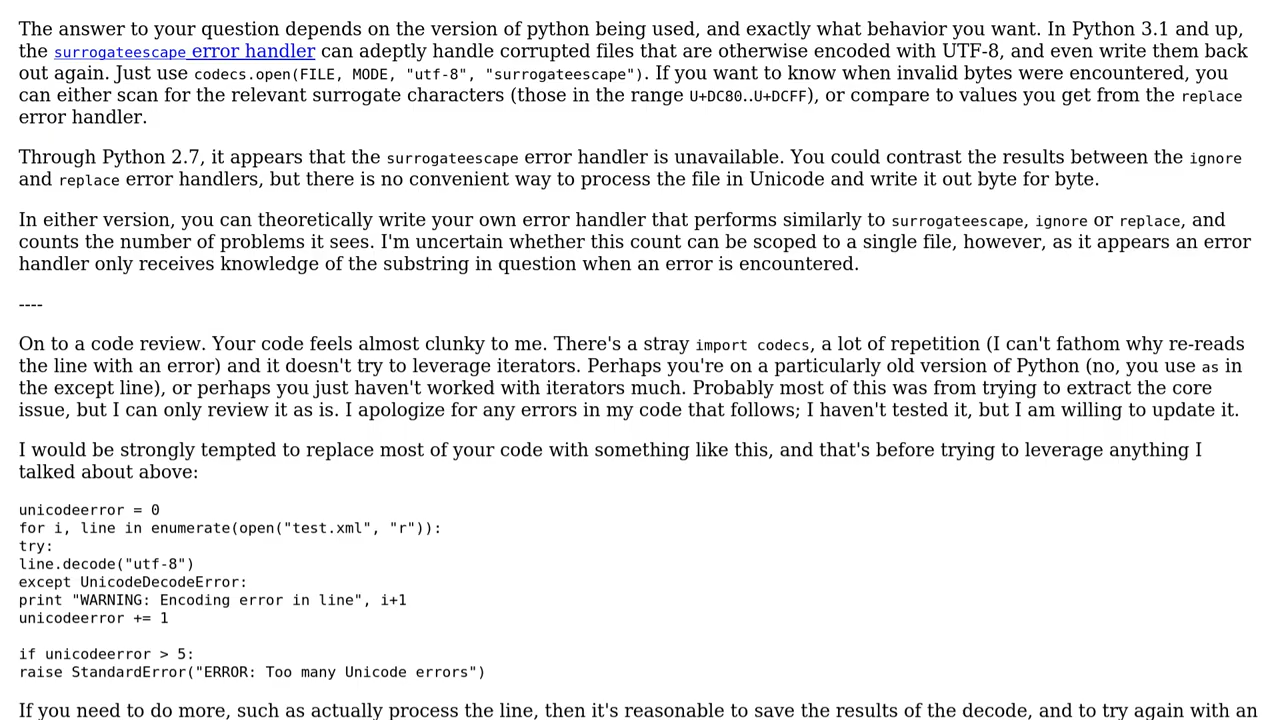 The answer to your question depends on the version of python being used, and exactly what behavior you want. In Python 3.1 and up,
the surrogateescape error handler can adeptly handle corrupted files that are otherwise encoded with UTF-8, and even write them back
out again. Just use codecs.open(FILE, MODE, "utf-8", "surrogateescape"). If you want to know when invalid bytes were encountered, you
can either scan for the relevant surrogate characters (those in the range U+DC80..U+DCFF), or compare to values you get from the replace
error handler.
Through Python 2.7, it appears that the surrogateescape error handler is unavailable. You could contrast the results between the ignore
and replace error handlers, but there is no convenient way to process the file in Unicode and write it out byte for byte.
In either version, you can theoretically write your own error handler that performs similarly to surrogateescape, ignore or replace, and
counts the number of problems it sees. I'm uncertain whether this count can be scoped to a single file, however, as it appears an error
handler only receives knowledge of the substring in question when an error is encountered.
----
On to a code review. Your code feels almost clunky to me. There's a stray import codecs, a lot of repetition (I can't fathom why re-reads
the line with an error) and it doesn't try to leverage iterators. Perhaps you're on a particularly old version of Python (no, you use as in
the except line), or perhaps you just haven't worked with iterators much. Probably most of this was from trying to extract the core
issue, but I can only review it as is. I apologize for any errors in my code that follows; I haven't tested it, but I am willing to update it.
I would be strongly tempted to replace most of your code with something like this, and that's before trying to leverage anything I
talked about above:
unicodeerror = 0
for i, line in enumerate(open("test.xml", "r")):
try:
line.decode("utf-8")
except UnicodeDecodeError:
print "WARNING: Encoding error in line", i+1
unicodeerror += 1
if unicodeerror > 5:
raise StandardError("ERROR: Too many Unicode errors")
If you need to do more, such as actually process the line, then it's reasonable to save the results of the decode, and to try again with an